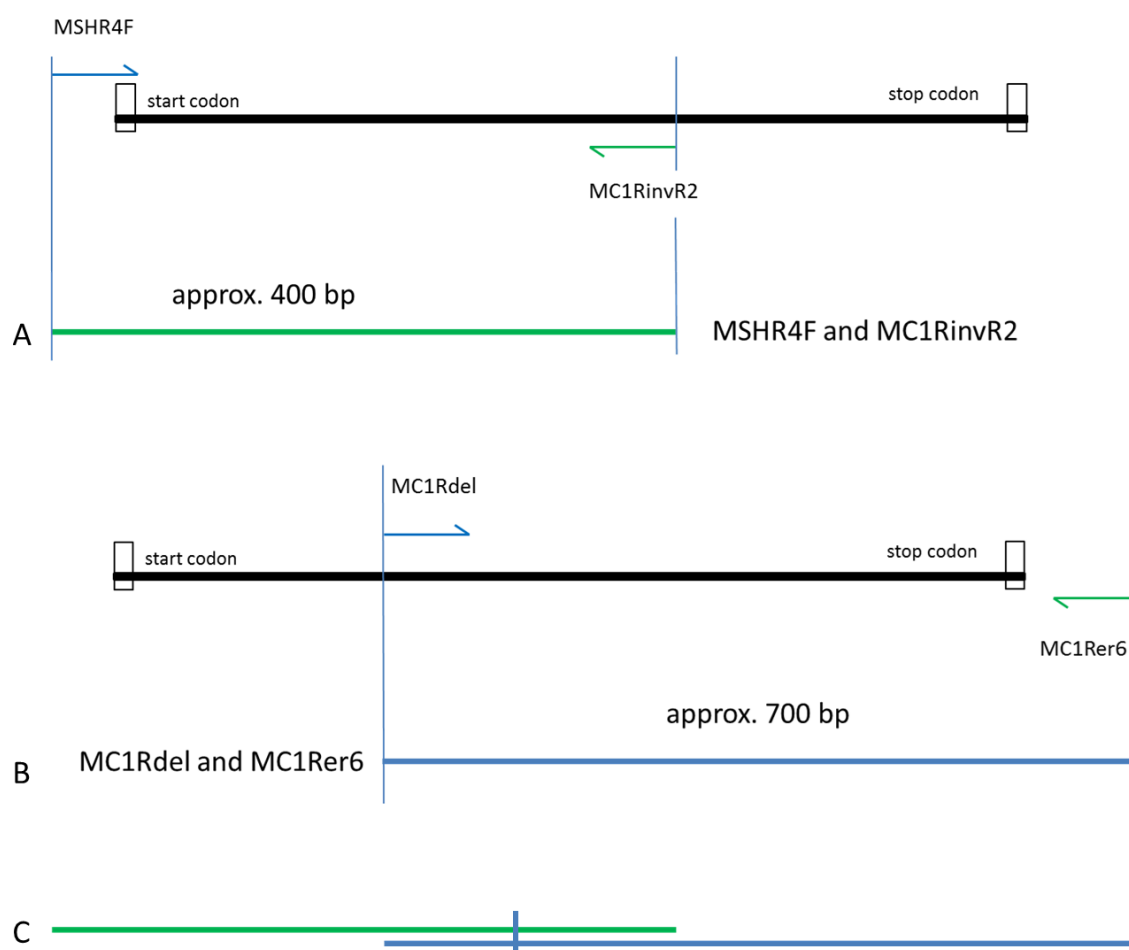 MSHR4F
start codon
stop codon
MC1RinvR2
approx. 400 bp
A
MSHR4F and MC1RinvR2
MC1Rdel
start codon
stop codon
MC1Rer6
approx. 700 bp
B
MC1Rdel and MC1Rer6
C